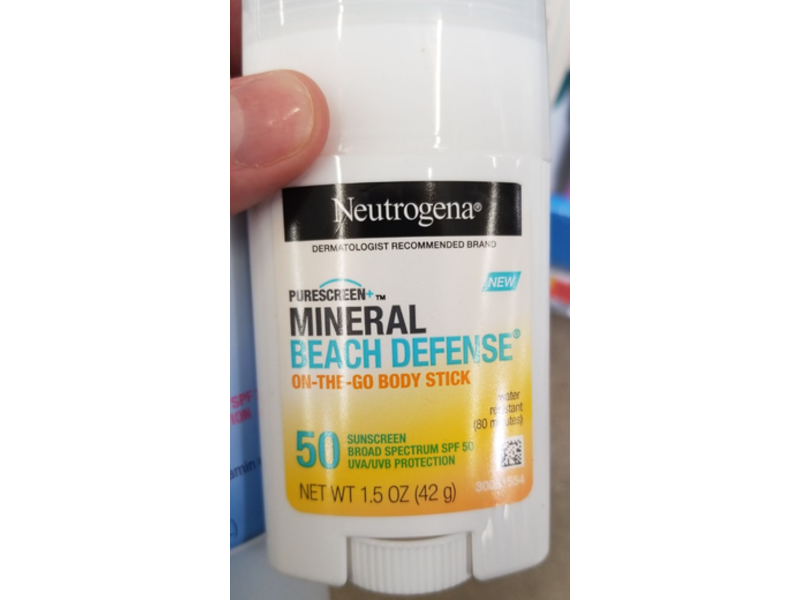 Neutrogena®
DERMATOLOGIST RECOMMENDED BRAND
NEW
PURESCREEN+™
MINERAL
BEACH DEFENSE®
ON-THE-GO BODY STICK
water
resistant
(80 minutes)
50
SUNSCREEN
BROAD SPECTRUM SPF 50
UVA/UVB PROTECTION
NET WT 1.5 OZ (42 g)
SPF